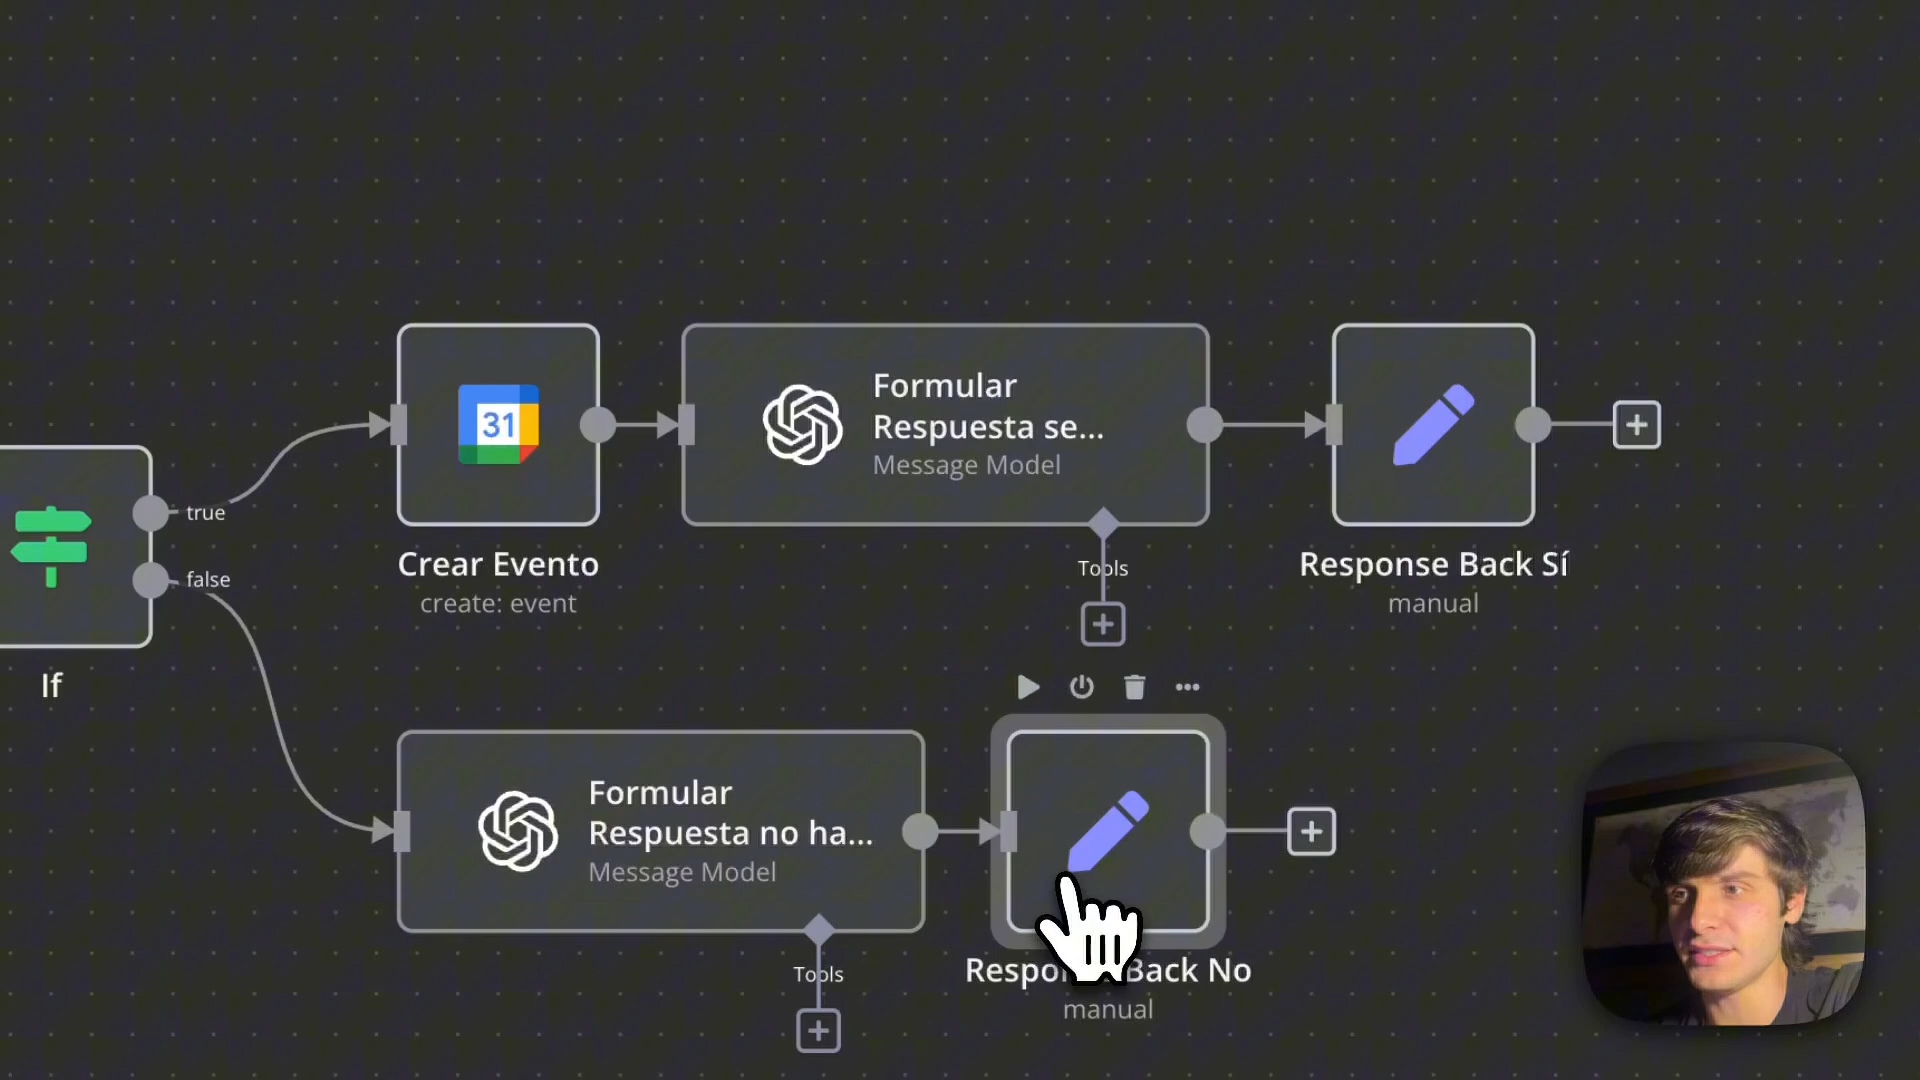 31
Formular
Respuesta se...
Message Model
true
Crear Evento
create: event
Tools
Response Back Sí
manual
false
If
Formular
Respuesta no ha...
Message Model
Tools
Back No
manual